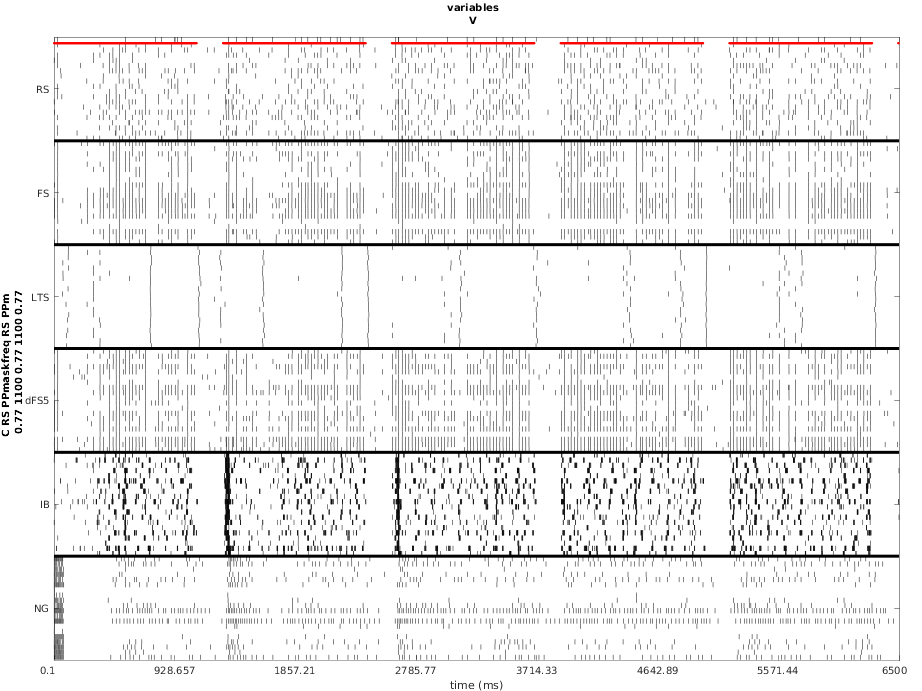 variables
V
RS
FS
LTS
dFS5
IB
NG
C RS PPmaskfreq RS PPm
0.77 1100 0.77 1100 0.77
0.1 928.657 1857.21 2785.77 3714.33 4642.89 5571.44 6500
time (ms)